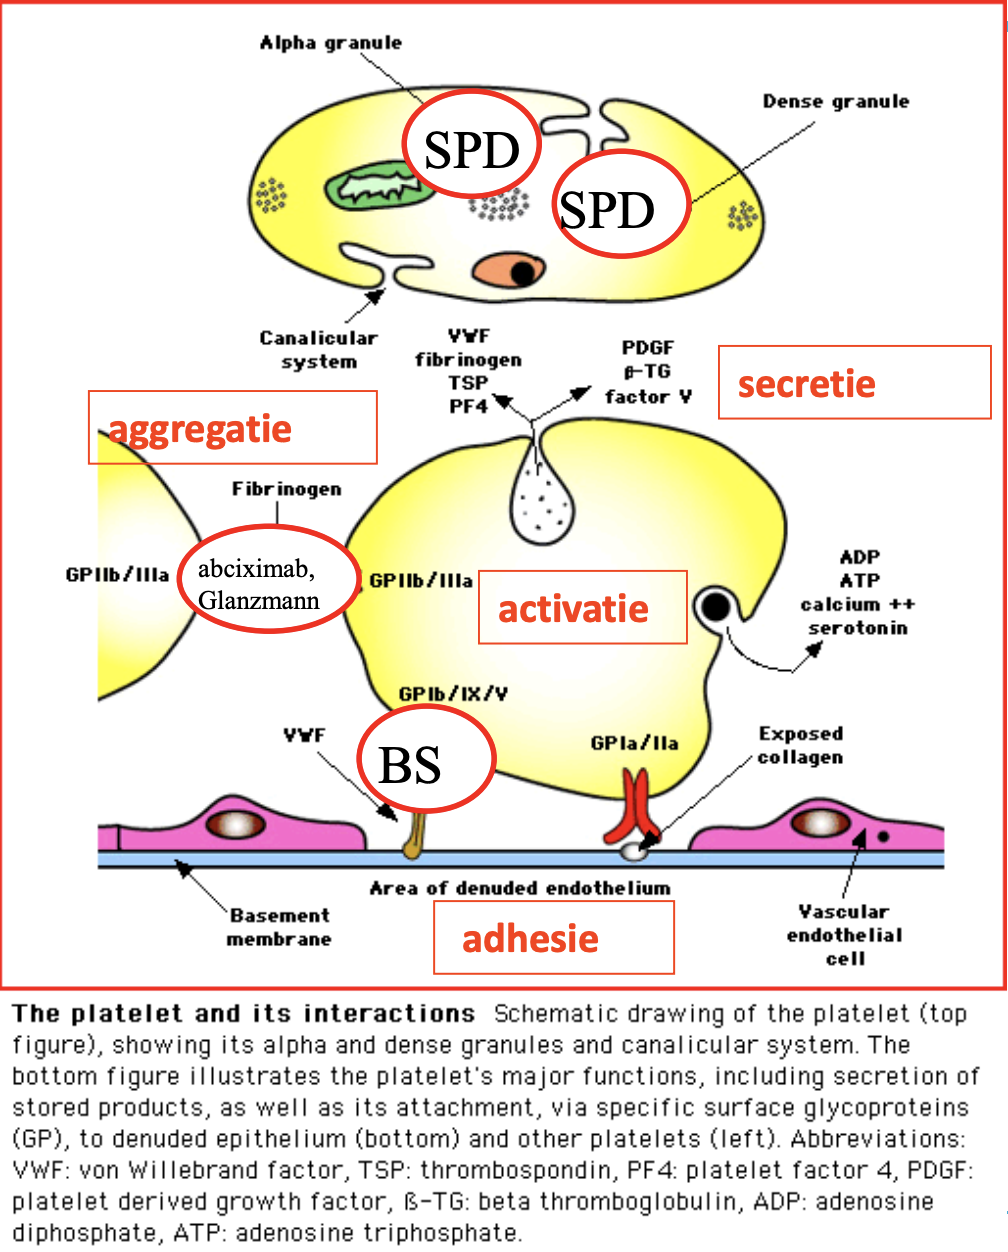 Alpha granule
Dense granule
SPD
SPD
Canalicular
system
VWF
fibrinogen
TSP
PF4
PDGF
β-TG
factor V
secretie
aggregatie
Fibrinogen
GPIIb/IIIa
abciximab,
Glanzmann
GPIIb/IIIa
activatie
ADP
ATP
calcium ++
serotonin
GPIb/IX/V
VWF
BS
GPIa/IIa
Exposed
collagen
Area of denuded endothelium
Basement
membrane
adhesie
Vascular
endothelial
cell
The platelet and its interactions Schematic drawing of the platelet (top
figure), showing its alpha and dense granules and canalicular system. The
bottom figure illustrates the platelet's major functions, including secretion of
stored products, as well as its attachment, via specific surface glycoproteins
(GP), to denuded epithelium (bottom) and other platelets (left). Abbreviations:
VWF: von Willebrand factor, TSP: thrombospondin, PF4: platelet factor 4, PDGF:
platelet derived growth factor, ß-TG: beta thromboglobulin, ADP: adenosine
diphosphate, ATP: adenosine triphosphate.